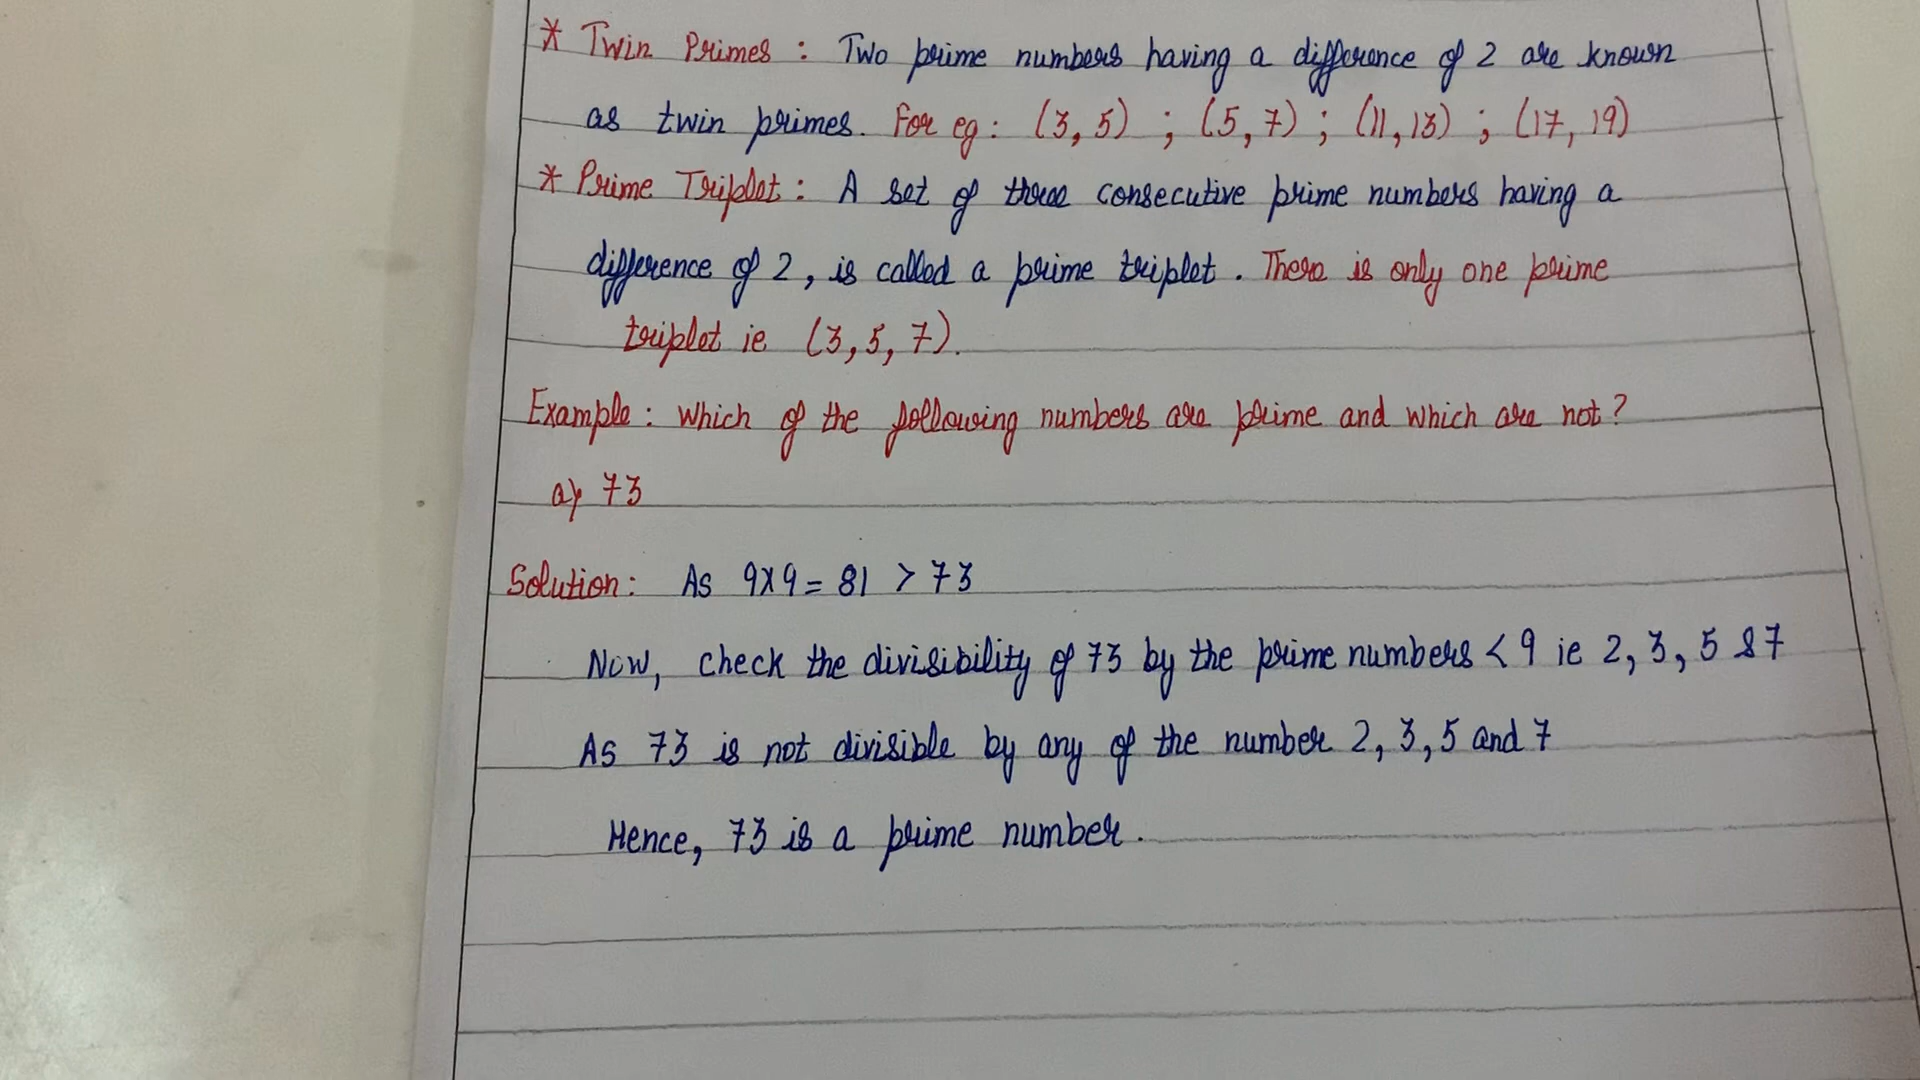 * Twin Primes : Two prime numbers having a difference of 2 are known
as twin primes. For eg : (3, 5) ; (5, 7) ; (11, 13) ; (17, 19)
* Prime Triplet : A set of three consecutive prime numbers having a
difference of 2, is called a prime triplet. There is only one prime
triplet ie (3, 5, 7).
Example : Which of the following numbers are prime and which are not?
a) 73
Solution : As 9x9 = 81 > 73
Now, check the divisibility of 73 by the prime numbers < 9 ie 2, 3, 5 & 7
As 73 is not divisible by any of the number 2, 3, 5 and 7
Hence, 73 is a prime number.